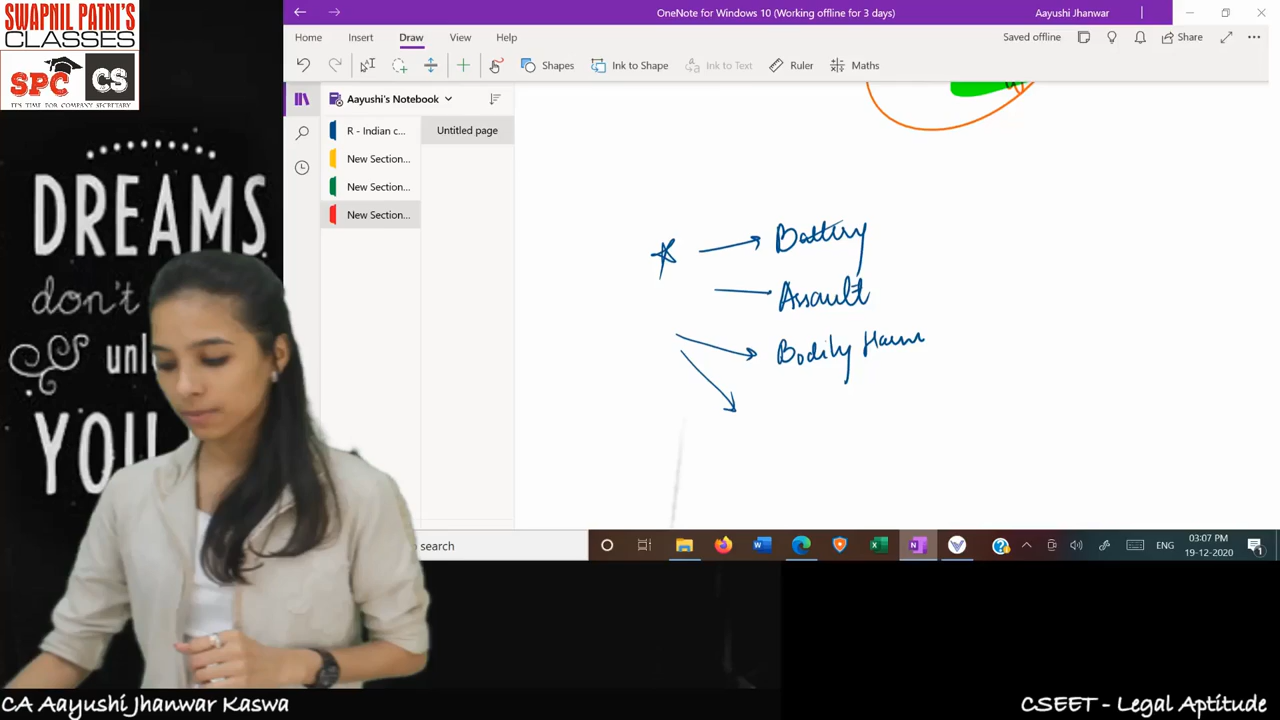 SWAPNIL PATNI'S
CLASSES
SPC CS
IT'S TIME FOR COMPANY SECRETARY
DREAMS
don't
unl
YOU
OneNote for Windows 10 (Working offline for 3 days)
Aayushi Jhanwar
Home Insert Draw View Help
Saved offline
Share
Shapes
Ink to Shape
Ink to Text
Ruler
Maths
Aayushi's Notebook
R - Indian c...
Untitled page
New Section...
New Section...
New Section...
Battery
Assault
Bodily Harm
search
ENG
03:07 PM
19-12-2020
1
CA Aayushi Jhanwar Kaswa
CSEET - Legal Aptitude